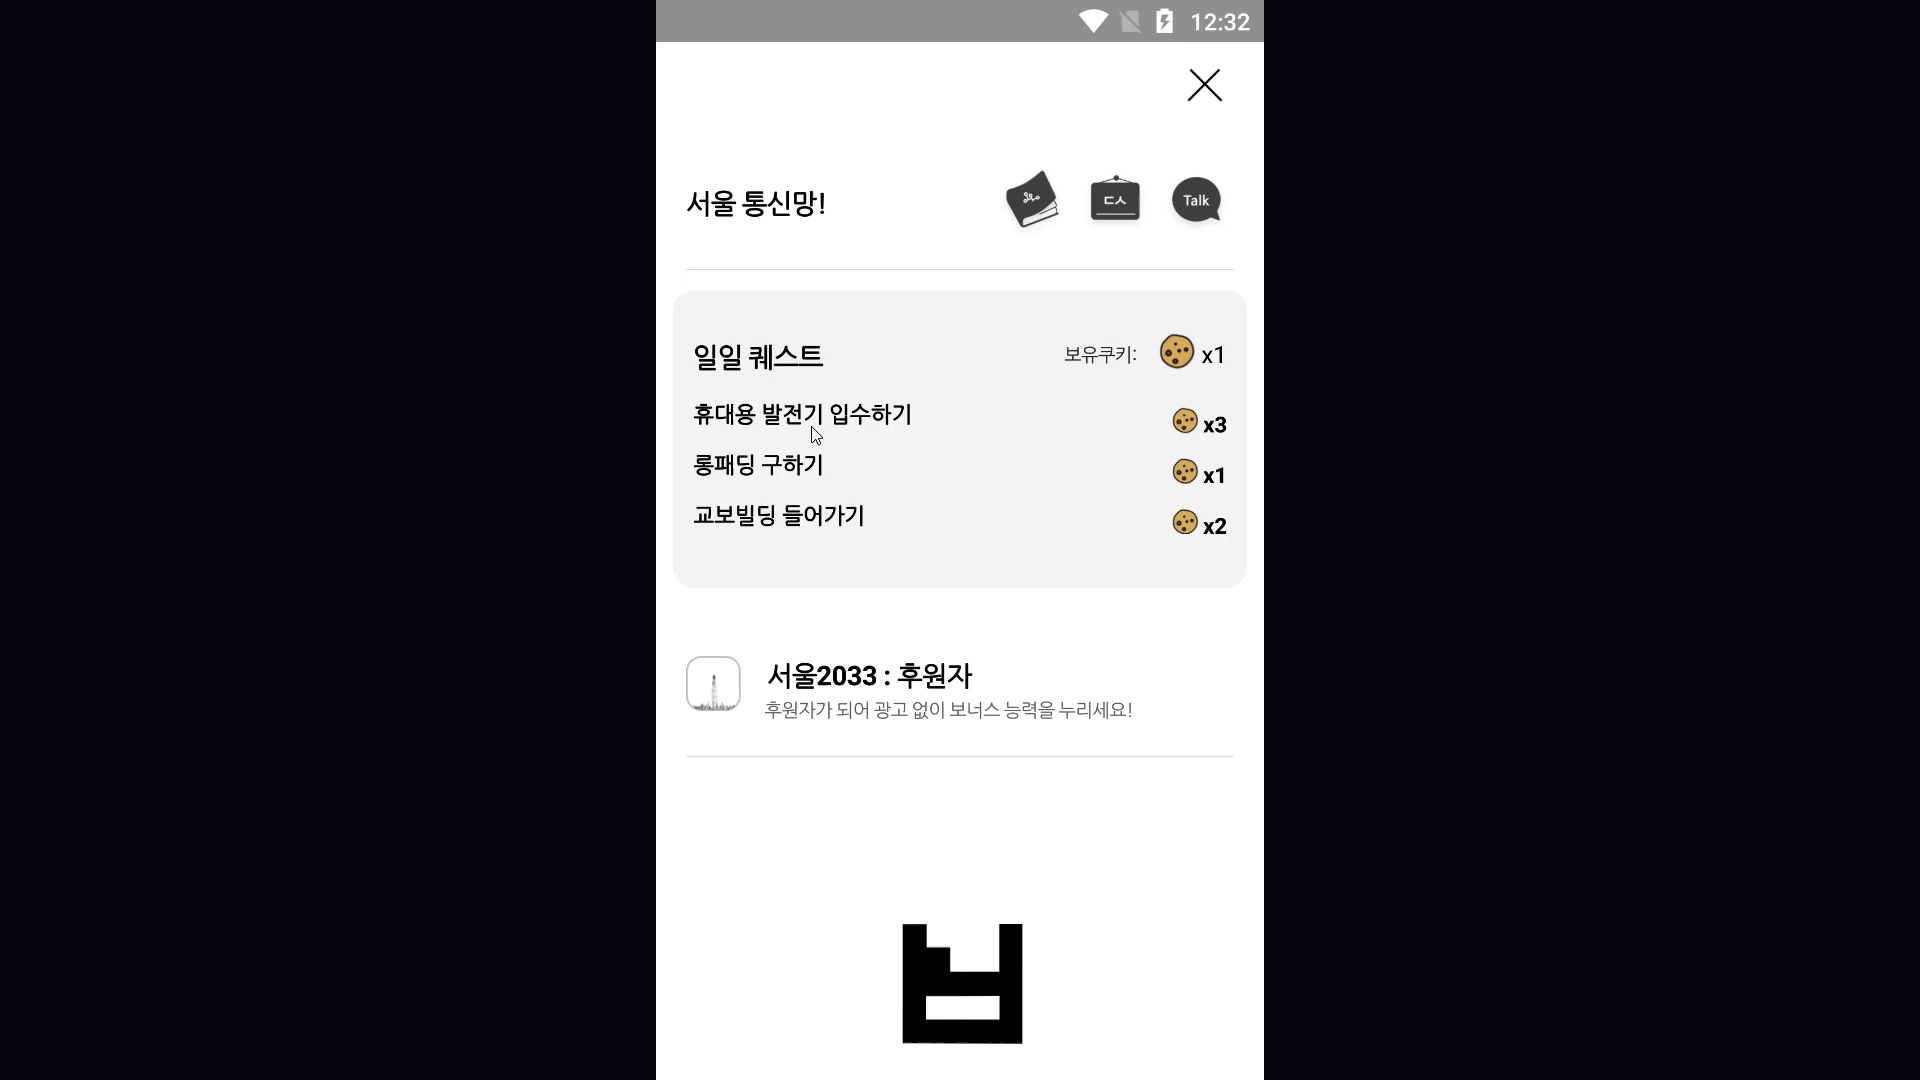 12:32
서울 통신망!
ㄷㅅ
Talk
일일 퀘스트
보유쿠키: x1
휴대용 발전기 입수하기 x3
롱패딩 구하기 x1
교보빌딩 들어가기 x2
서울2033 : 후원자
후원자가 되어 광고 없이 보너스 능력을 누리세요!